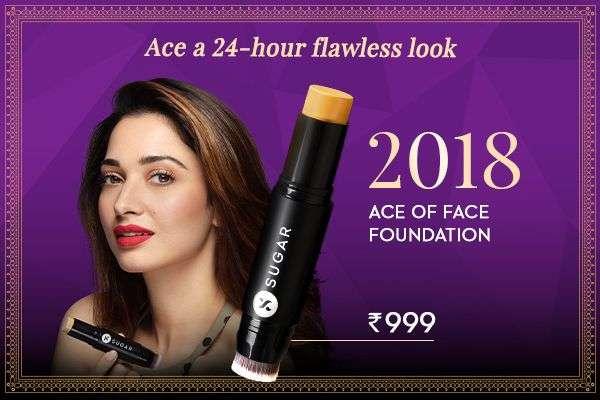 Ace a 24-hour flawless look
2018
ACE OF FACE
FOUNDATION
SUGAR
₹999
SUGAR